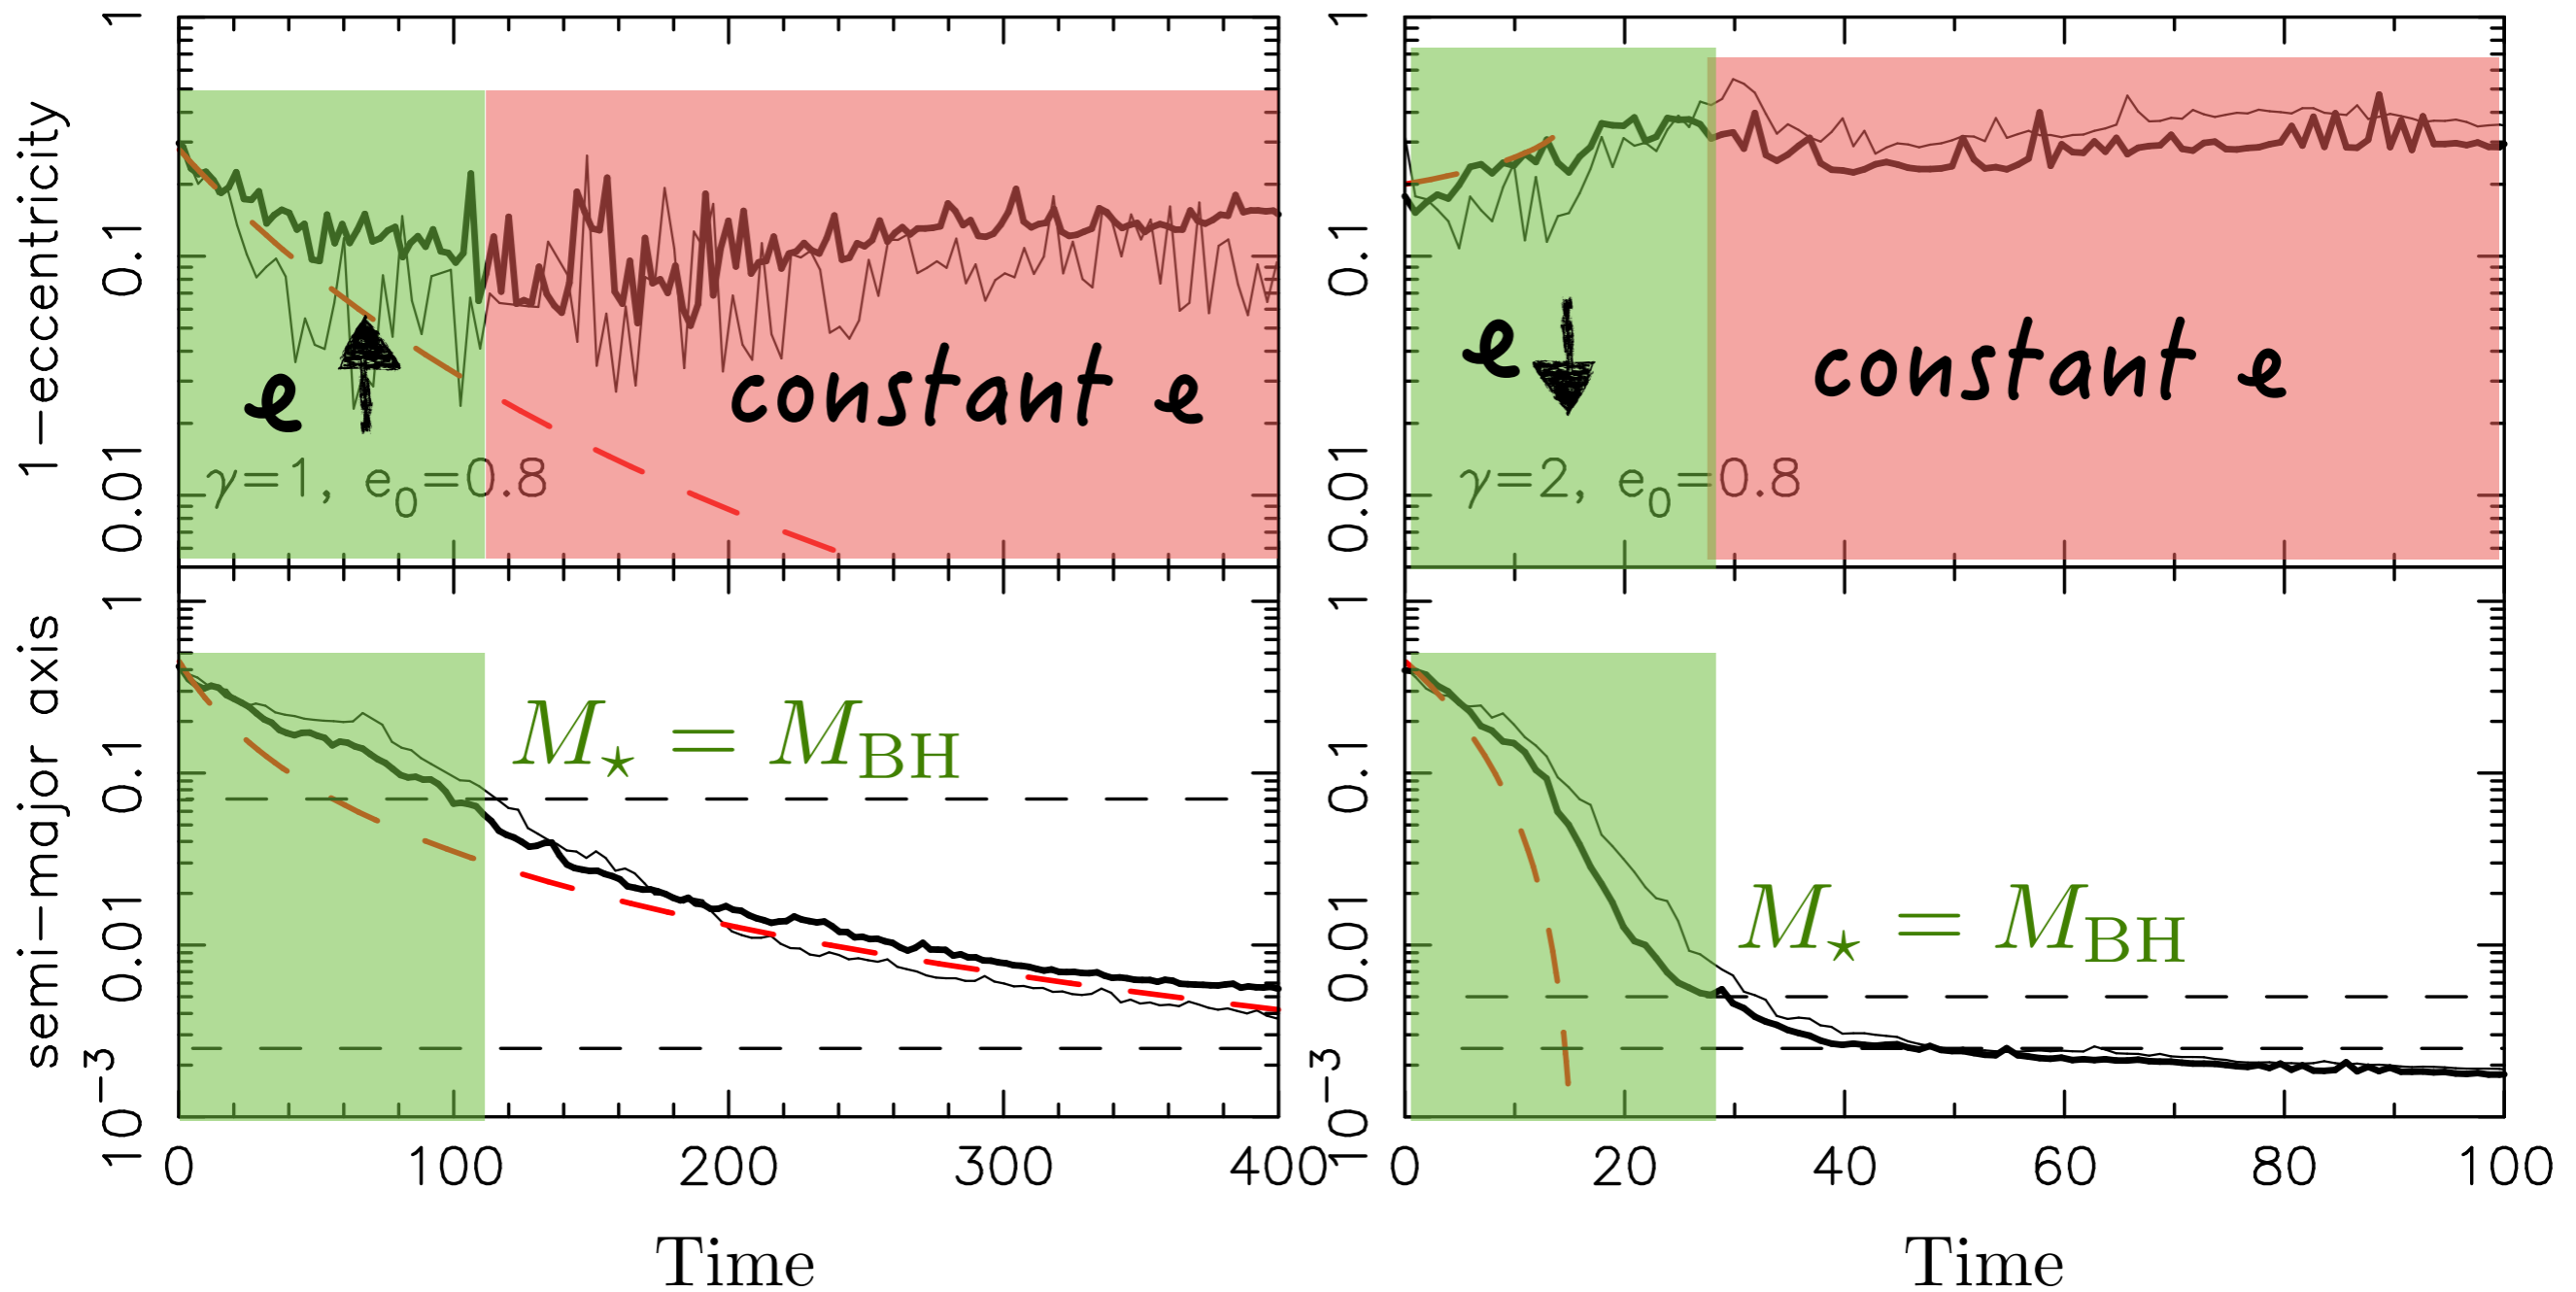 1
0.1
0.01
1−eccentricity
e
γ=1, e₀=0.8
constant e
1
0.1
0.01
e
γ=2, e₀=0.8
constant e
1
0.1
0.01
10⁻³
semi−major axis
M⋆ = M_BH
0 100 200 300 400
Time
1
0.1
0.01
10⁻³
M⋆ = M_BH
0 20 40 60 80 100
Time